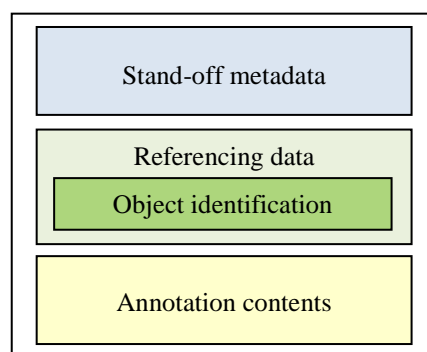 Stand-off metadata
Referencing data
Object identification
Annotation contents